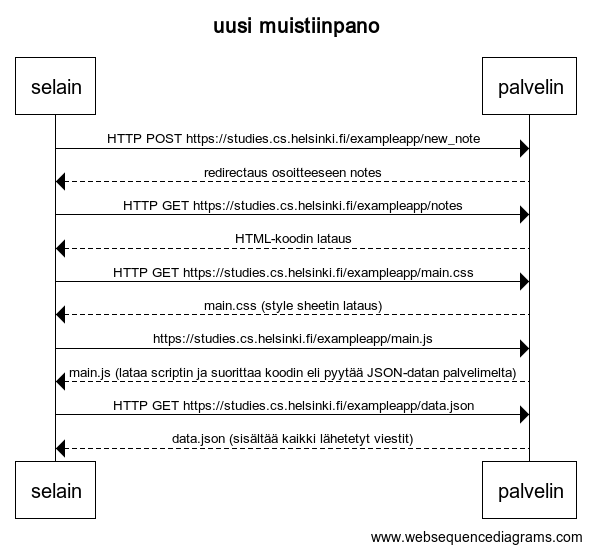 uusi muistiinpano
selain palvelin
HTTP POST https://studies.cs.helsinki.fi/exampleapp/new_note
redirectaus osoitteeseen notes
HTTP GET https://studies.cs.helsinki.fi/exampleapp/notes
HTML-koodin lataus
HTTP GET https://studies.cs.helsinki.fi/exampleapp/main.css
main.css (style sheetin lataus)
https://studies.cs.helsinki.fi/exampleapp/main.js
main.js (lataa scriptin ja suorittaa koodin eli pyytää JSON-datan palvelimelta)
HTTP GET https://studies.cs.helsinki.fi/exampleapp/data.json
data.json (sisältää kaikki lähetetyt viestit)
selain palvelin
www.websequencediagrams.com